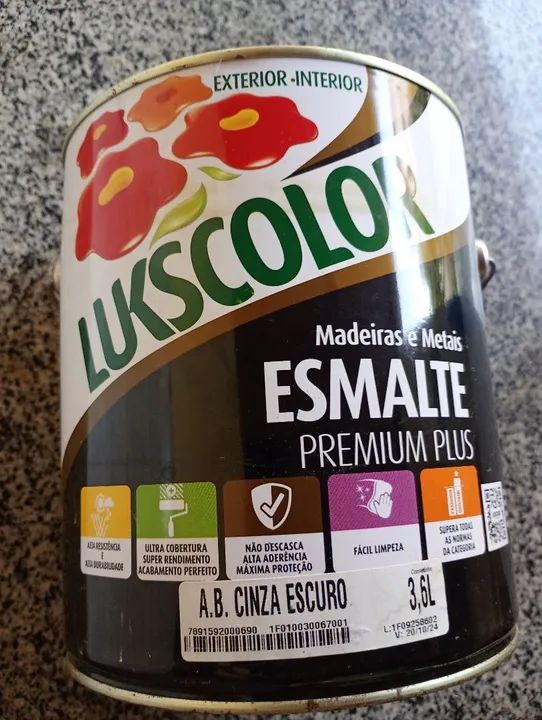 EXTERIOR • INTERIOR
LUKSCOLOR
Madeiras e Metais
ESMALTE
PREMIUM PLUS
ALTA RESISTÊNCIA
E
ALTA DURABILIDADE
ULTRA COBERTURA
SUPER RENDIMENTO
ACABAMENTO PERFEITO
NÃO DESCASCA
ALTA ADERÊNCIA
MÁXIMA PROTEÇÃO
FÁCIL LIMPEZA
SUPERA TODAS
AS NORMAS
DA CATEGORIA
A.B. CINZA ESCURO
3,6L
7891592000690
1F010030067001
L:1F09258602
V: 20/10/24